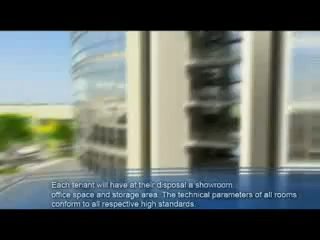 Each tenant will have at their disposal a showroom
office space and storage area. The technical parameters of all rooms
conform to all respective high standards.